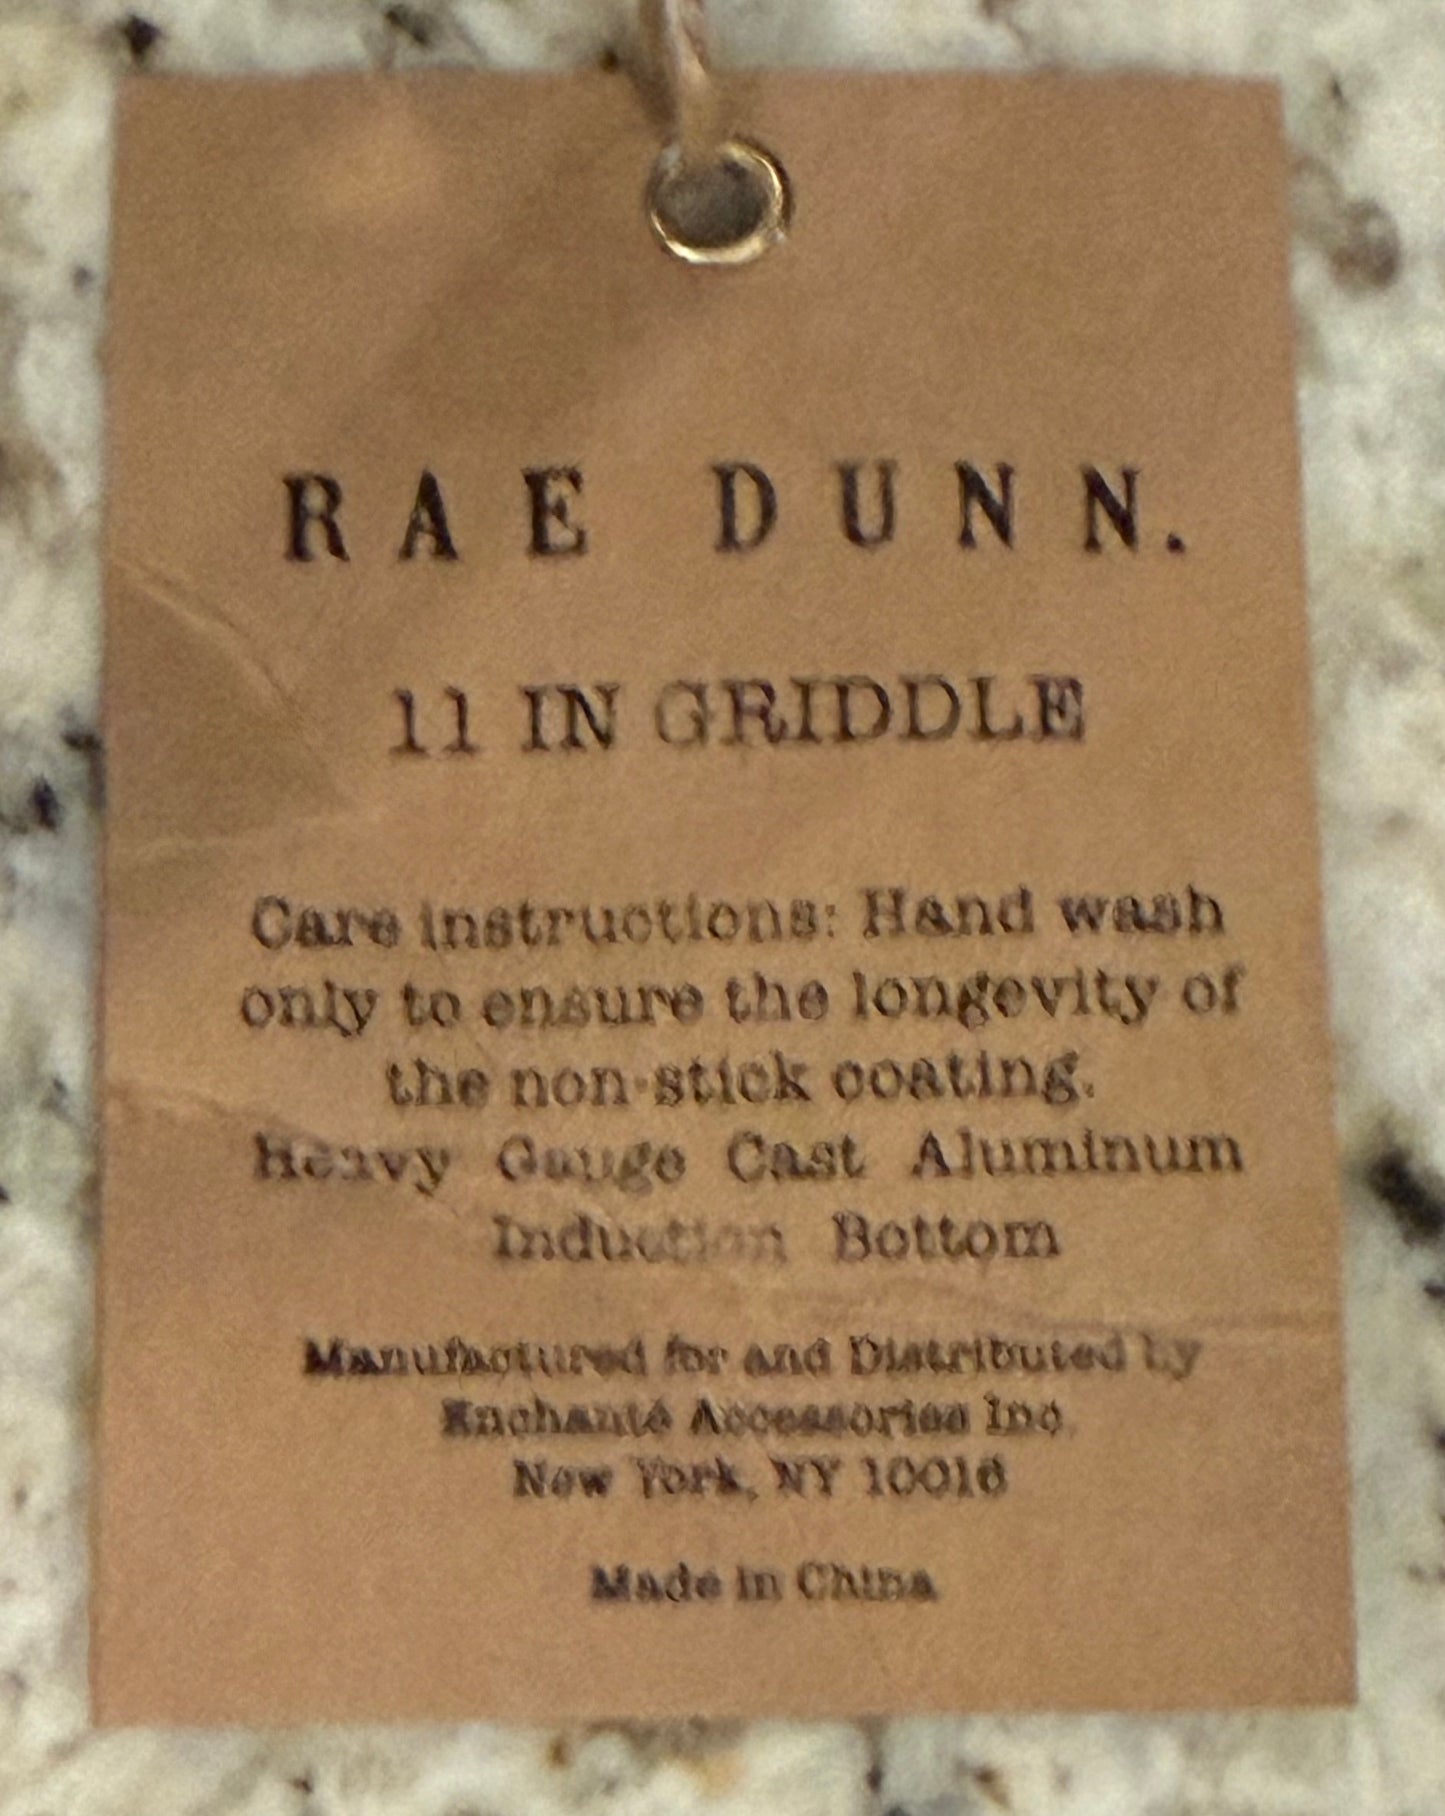 RAE DUNN.
11 IN GRIDDLE
Care instructions: Hand wash
only to ensure the longevity of
the non-stick coating.
Heavy Gauge Cast Aluminum
Induction Bottom
Manufactured for and Distributed by
Enchanté Accessories Inc.
New York, NY 10016
Made in China